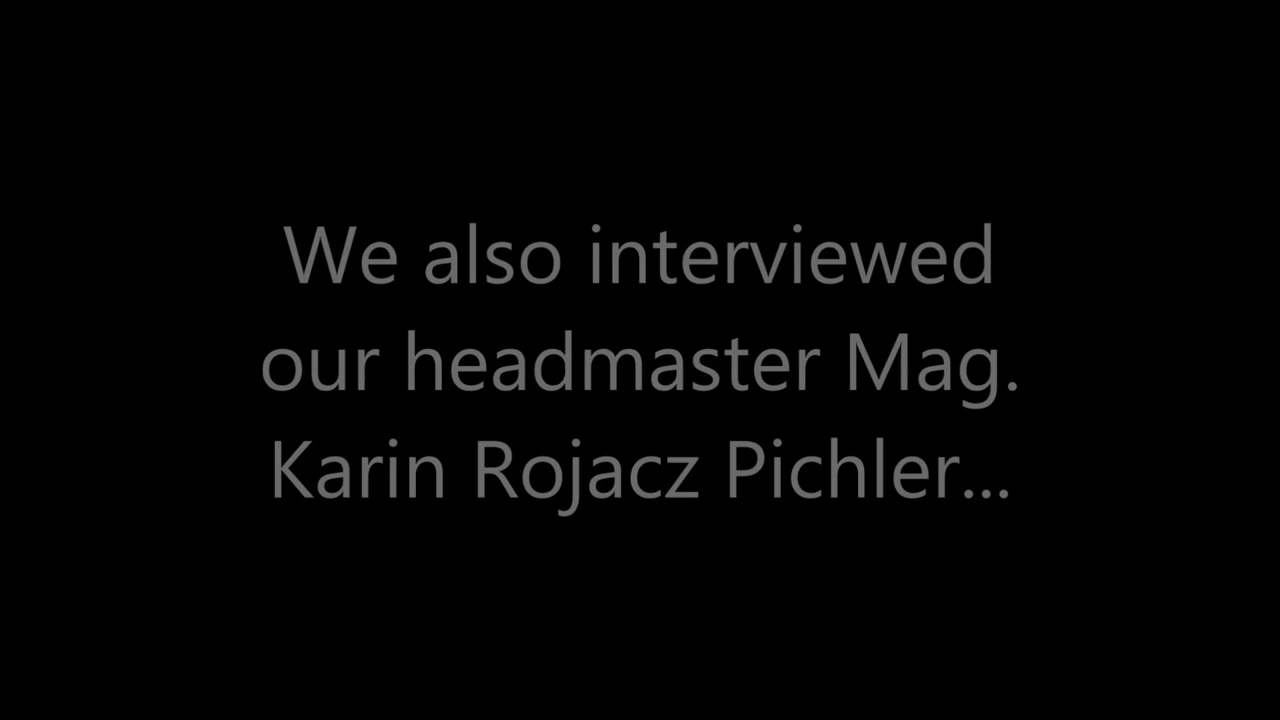 We also interviewed
our headmaster Mag.
Karin Rojacz Pichler...